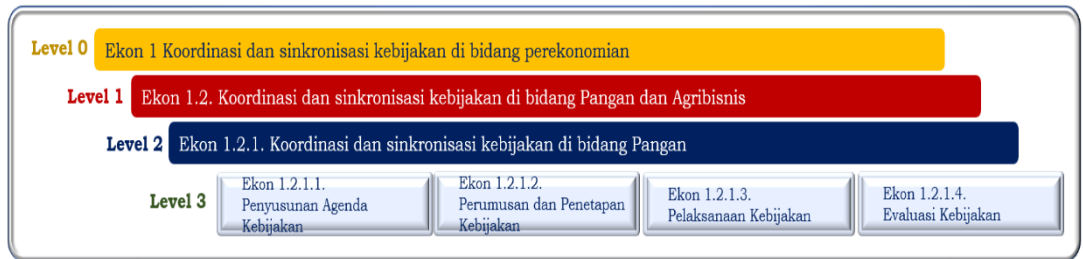 Level 0
Ekon 1 Koordinasi dan sinkronisasi kebijakan di bidang perekonomian
Level 1
Ekon 1.2. Koordinasi dan sinkronisasi kebijakan di bidang Pangan dan Agribisnis
Level 2
Ekon 1.2.1. Koordinasi dan sinkronisasi kebijakan di bidang Pangan
Level 3
Ekon 1.2.1.1.
Penyusunan Agenda
Kebijakan
Ekon 1.2.1.2.
Perumusan dan Penetapan
Kebijakan
Ekon 1.2.1.3.
Pelaksanaan Kebijakan
Ekon 1.2.1.4.
Evaluasi Kebijakan